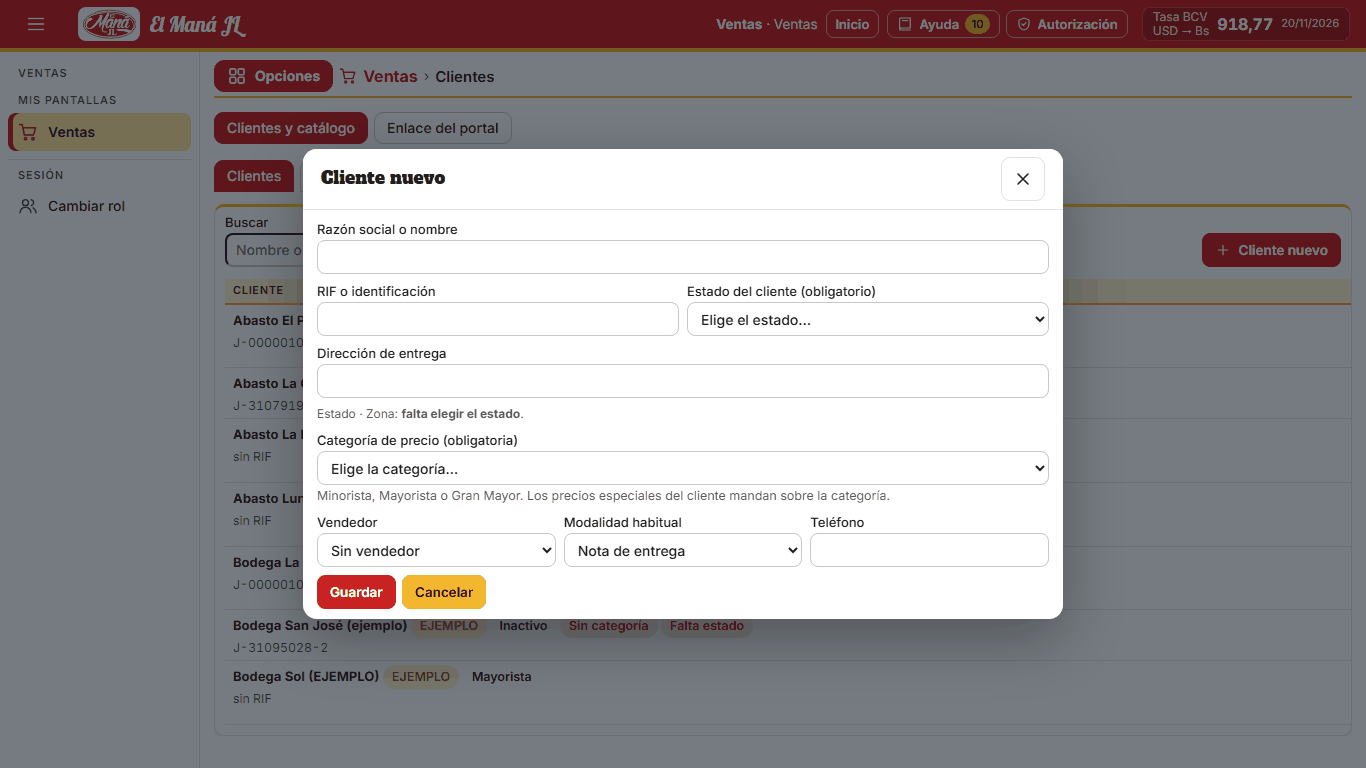 Maná
JL
El Maná JL
Ventas · Ventas
Inicio
Ayuda 10
Autorización
Tasa BCV
USD → Bs
918,77
20/11/2026
VENTAS
MIS PANTALLAS
Ventas
SESIÓN
Cambiar rol
Opciones
Ventas › Clientes
Clientes y catálogo
Enlace del portal
Clientes
Buscar
Nombre o
+ Cliente nuevo
CLIENTE
Abasto El
J-0000010
Abasto La
J-3107919
Abasto La
sin RIF
Abasto Lun
sin RIF
Bodega La
J-0000010
Bodega San José (ejemplo) EJEMPLO Inactivo Sin categoría Falta estado
J-31095028-2
Bodega Sol (EJEMPLO) EJEMPLO Mayorista
sin RIF
Cliente nuevo
Razón social o nombre
RIF o identificación
Estado del cliente (obligatorio)
Elige el estado...
Dirección de entrega
Estado · Zona: falta elegir el estado.
Categoría de precio (obligatoria)
Elige la categoría...
Minorista, Mayorista o Gran Mayor. Los precios especiales del cliente mandan sobre la categoría.
Vendedor
Modalidad habitual
Teléfono
Sin vendedor
Nota de entrega
Guardar
Cancelar